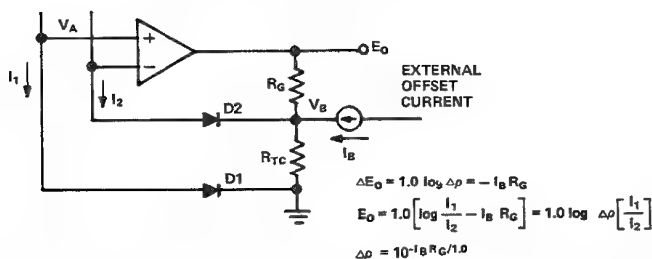 V_A
+
−
E_O
I_1
I_2
R_G
EXTERNAL
OFFSET
CURRENT
D2
V_B
I_B
R_TC
D1
ΔE_O = 1.0 log Δρ = −I_B R_G
E_O = 1.0 [log I_1/I_2 − I_B R_G] = 1.0 log Δρ [I_1/I_2]
Δρ = 10^−I_B R_G/1.0